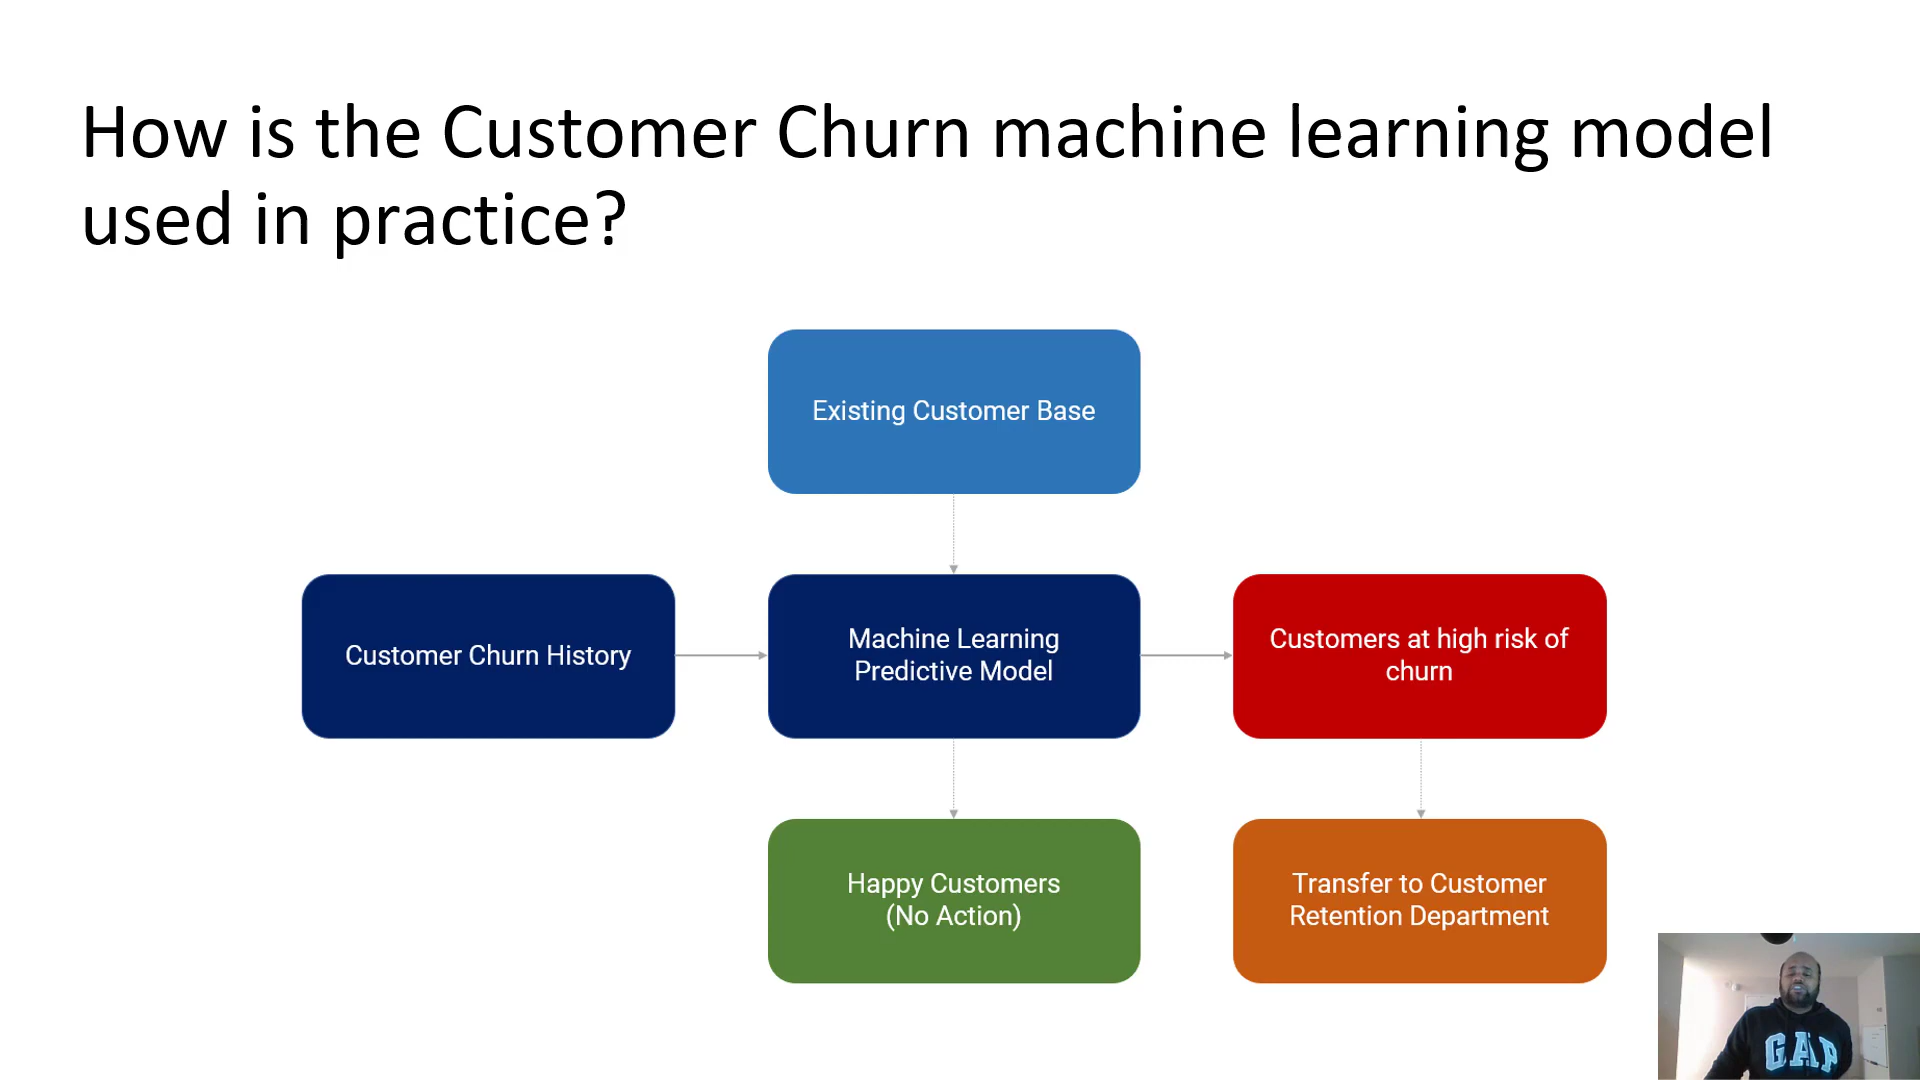 How is the Customer Churn machine learning model
used in practice?
Existing Customer Base
Customer Churn History
Machine Learning
Predictive Model
Customers at high risk of
churn
Happy Customers
(No Action)
Transfer to Customer
Retention Department
GAP